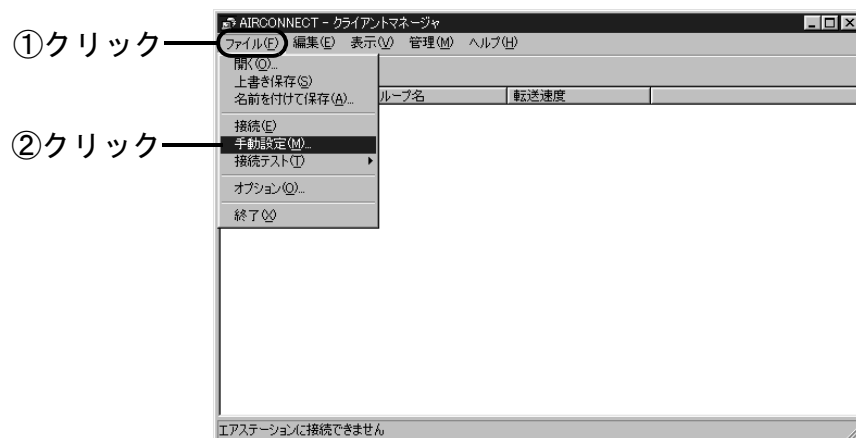 AIRCONNECT - クライアントマネージャ
①クリック
ファイル(F) 編集(E) 表示(V) 管理(M) ヘルプ(H)
開く(O)...
上書き保存(S)
名前を付けて保存(A)...
ループ名 転送速度
接続(E)
②クリック
手動設定(M)...
接続テスト(T)
オプション(O)...
終了(X)
エアステーションに接続できません